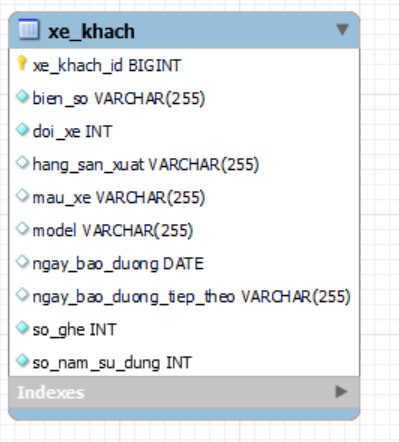 xe_khach
xe_khach_id BIGINT
bien_so VARCHAR(255)
doi_xe INT
hang_san_xuat VARCHAR(255)
mau_xe VARCHAR(255)
model VARCHAR(255)
ngay_bao_duong DATE
ngay_bao_duong_tiep_theo VARCHAR(255)
so_ghe INT
so_nam_su_dung INT
Indexes